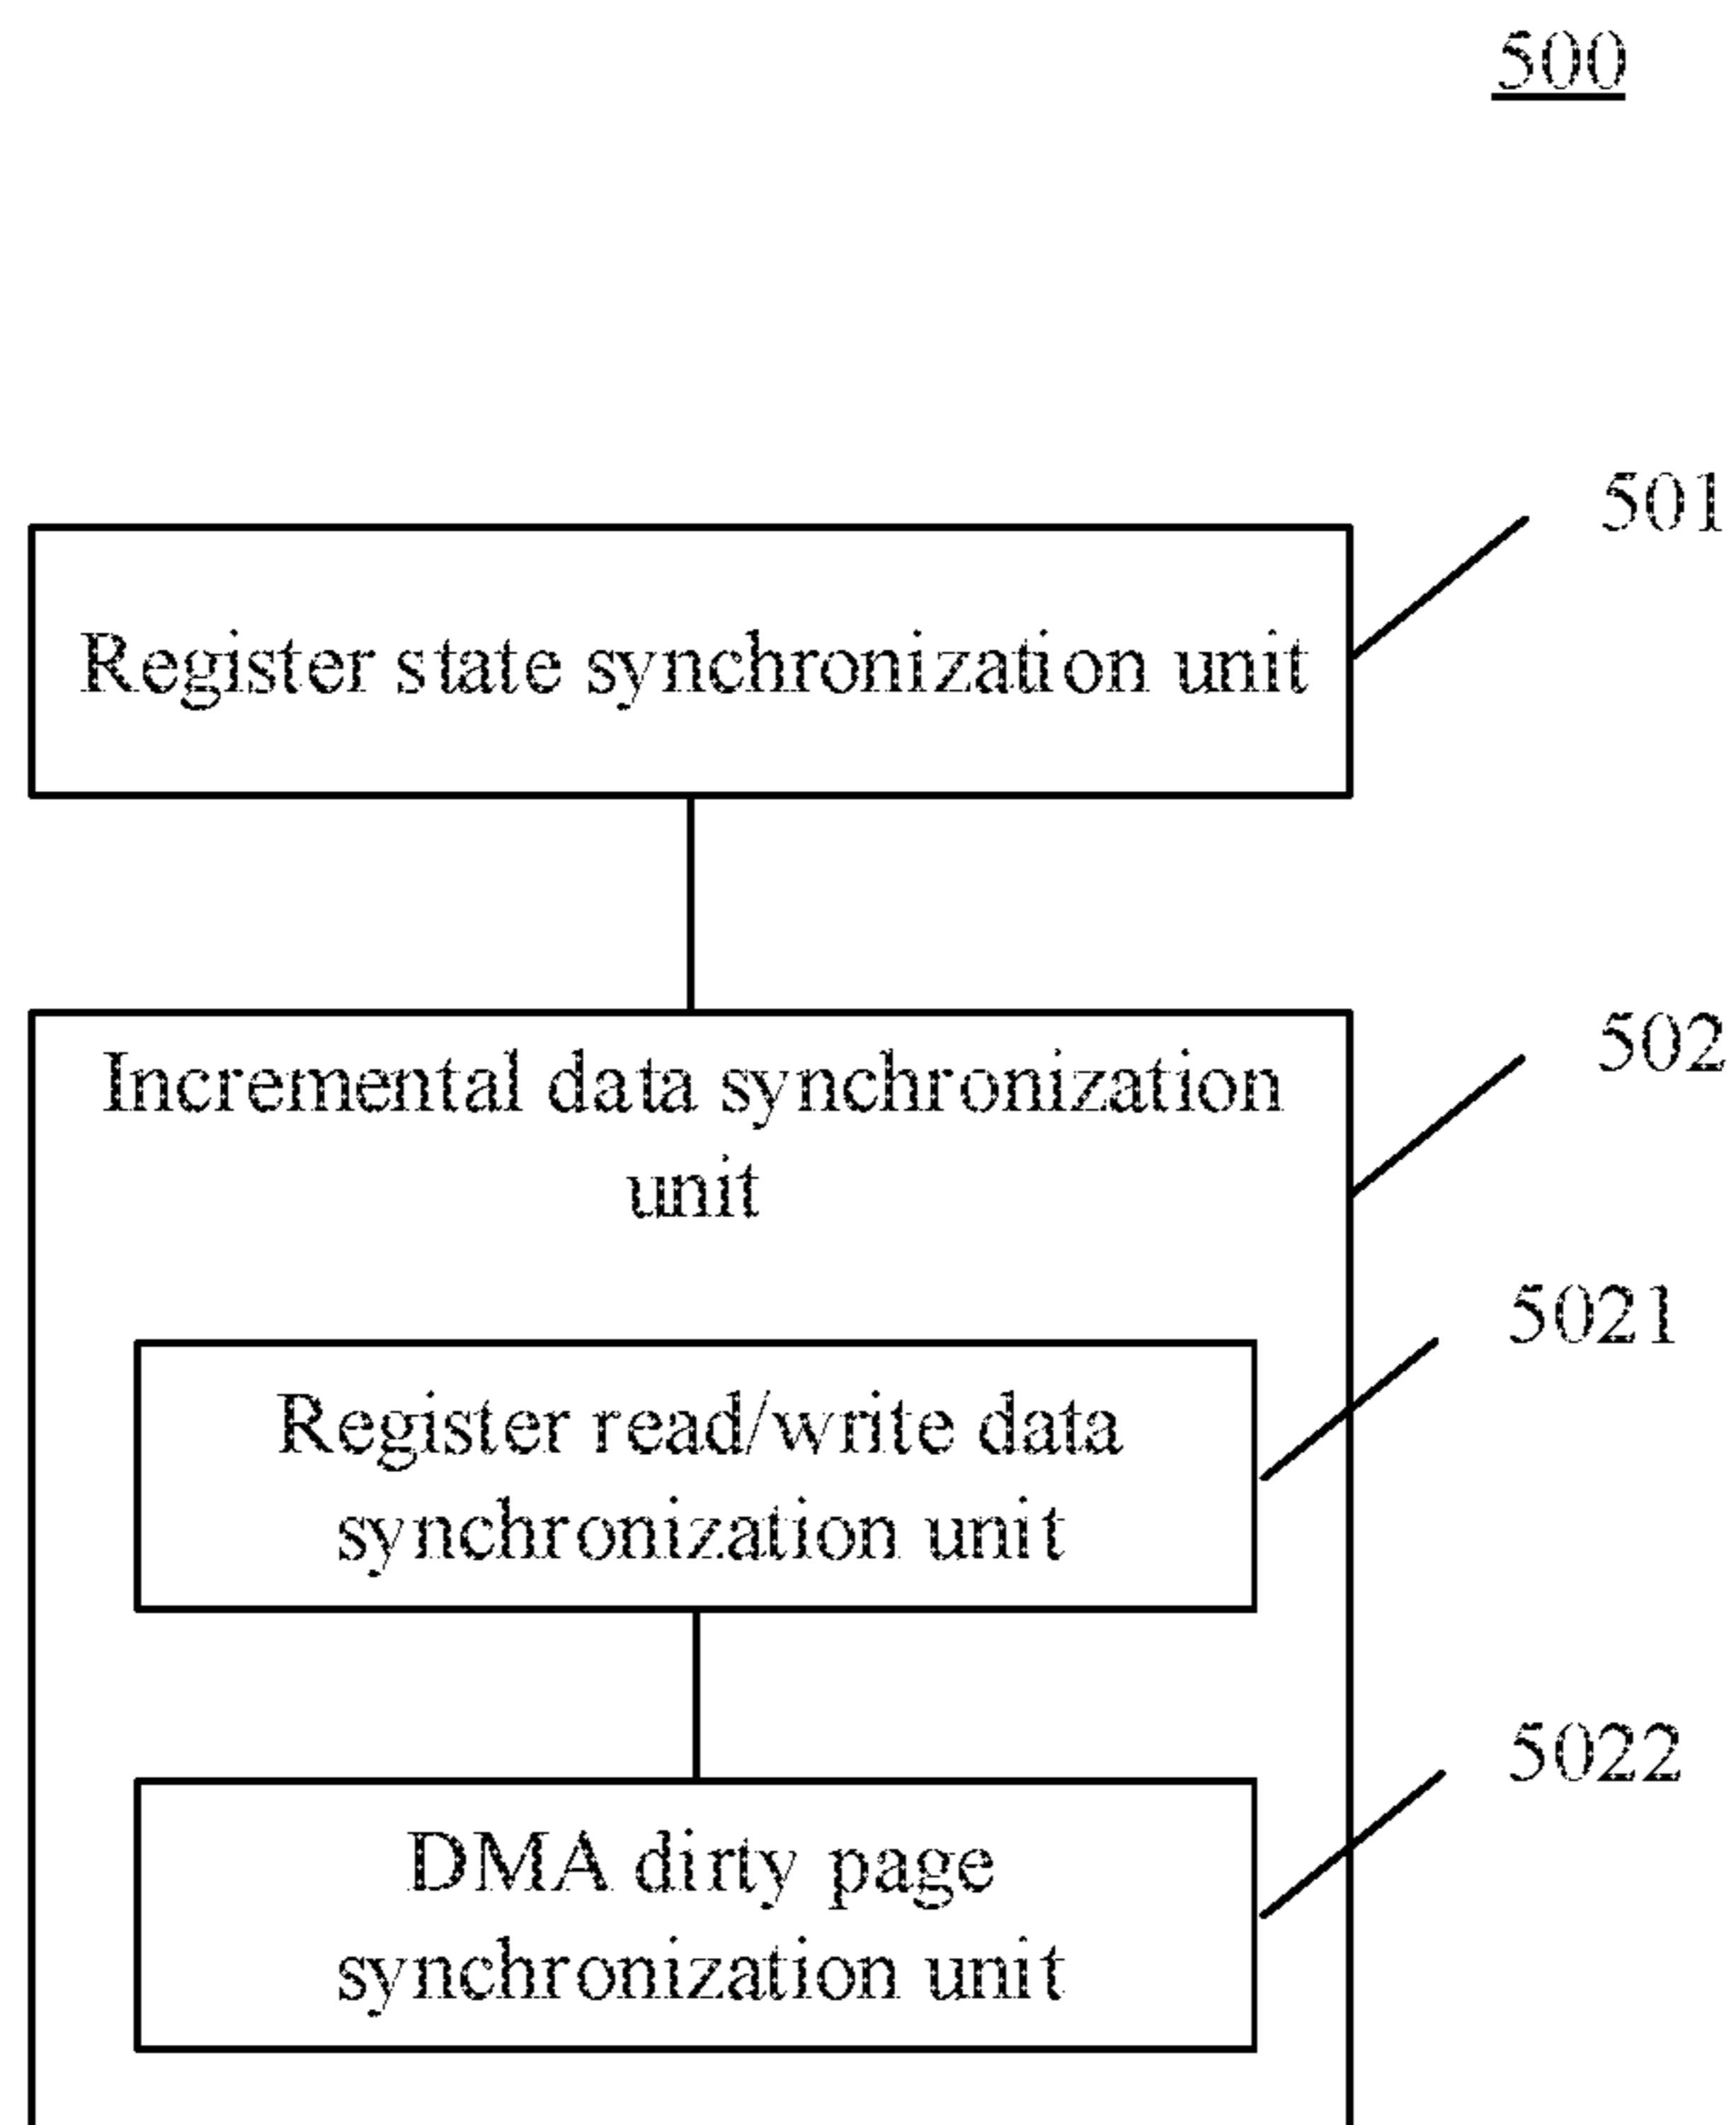 500
501
Register state synchronization unit
502
Incremental data synchronization
unit
5021
Register read/write data
synchronization unit
5022
DMA dirty page
synchronization unit